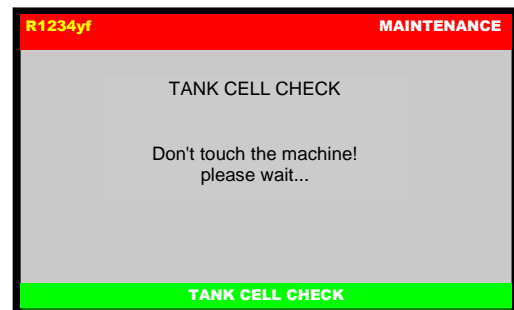 R1234yf MAINTENANCE
TANK CELL CHECK
Don't touch the machine!
please wait...
TANK CELL CHECK